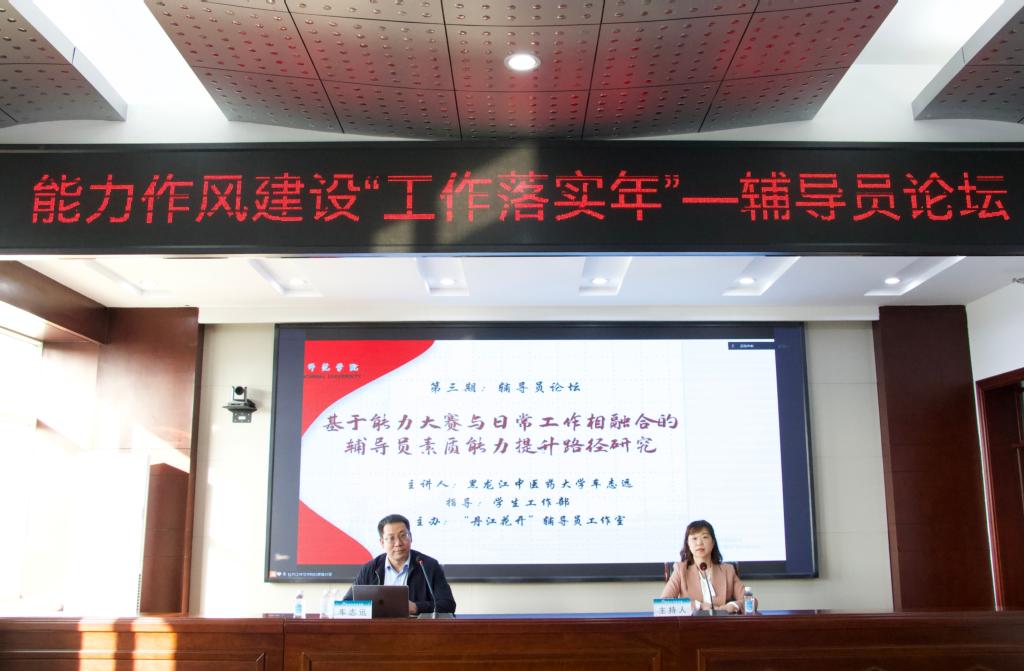 能力作风建设“工作落实年”—辅导员论坛
师范学院
第三期：辅导员论坛
基于能力大赛与日常工作相融合的
辅导员素质能力提升路径研究
主讲人：黑龙江中医药大学车志远
指导：学生工作部
主办：“丹江花开”辅导员工作室
车志远
主持人